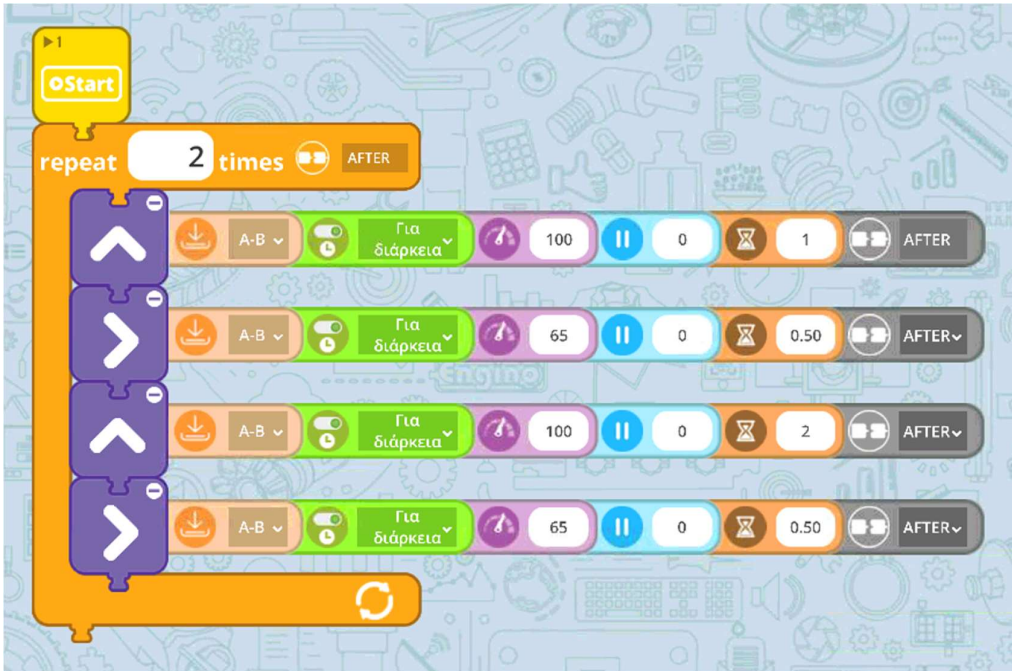 1
Start
repeat 2 times AFTER
A-B Για διάρκεια 100 0 1 AFTER
A-B Για διάρκεια 65 0 0.50 AFTER
Engino
A-B Για διάρκεια 100 0 2 AFTER
A-B Για διάρκεια 65 0 0.50 AFTER